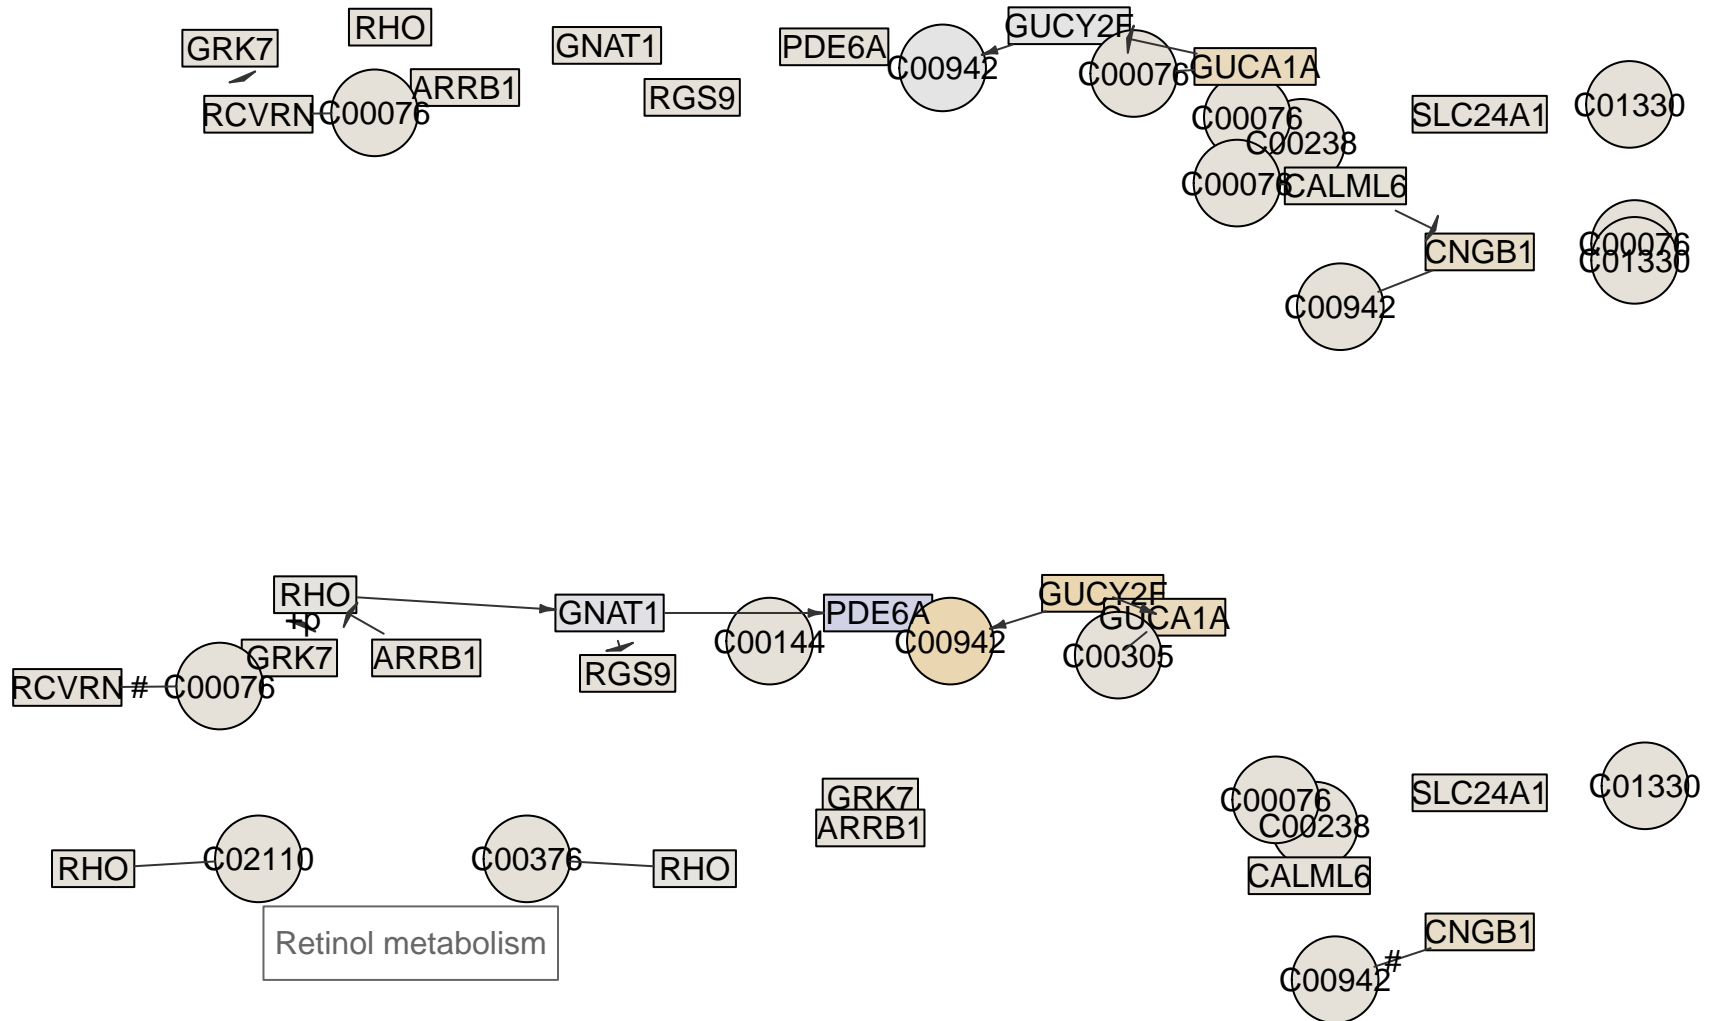 RHO
GRK7
GNAT1
PDE6A
GUCY2F
C00942
C00076
GUCA1A
ARRB1
RGS9
RCVRN
C00076
C00076
C00238
SLC24A1
C01330
C00076
CALML6
CNGB1
C00076
C01330
C00942
RHO
+p
GNAT1
PDE6A
GUCY2F
GUCA1A
C00144
C00942
C00305
GRK7
ARRB1
RGS9
RCVRN
#
C00076
GRK7
ARRB1
C00076
C00238
SLC24A1
C01330
RHO
C02110
C00376
RHO
CALML6
Retinol metabolism
CNGB1
#
C00942